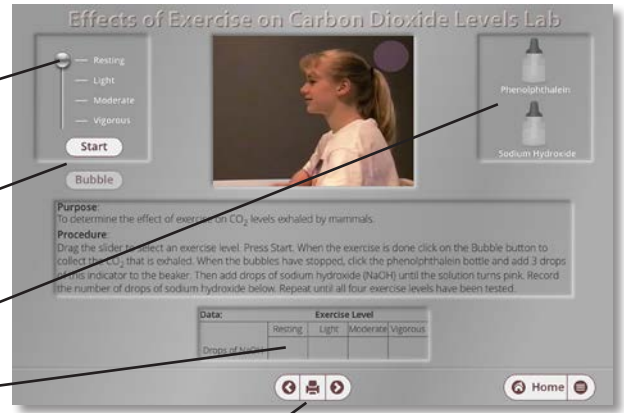 Effects of Exercise on Carbon Dioxide Levels Lab
Resting
Light
Moderate
Vigorous
Start
Bubble
Phenolphthalein
Sodium Hydroxide
Purpose:
To determine the effect of exercise on CO₂ levels exhaled by mammals.
Procedure:
Drag the slider to select an exercise level. Press Start. When the exercise is done click on the Bubble button to
collect the CO₂ that is exhaled. When the bubbles have stopped, click the phenolphthalein bottle and add 3 drops
of this indicator to the beaker. Then add drops of sodium hydroxide (NaOH) until the solution turns pink. Record
the number of drops of sodium hydroxide below. Repeat until all four exercise levels have been tested.
Data: Exercise Level
Resting Light Moderate Vigorous
Drops of NaOH
Home